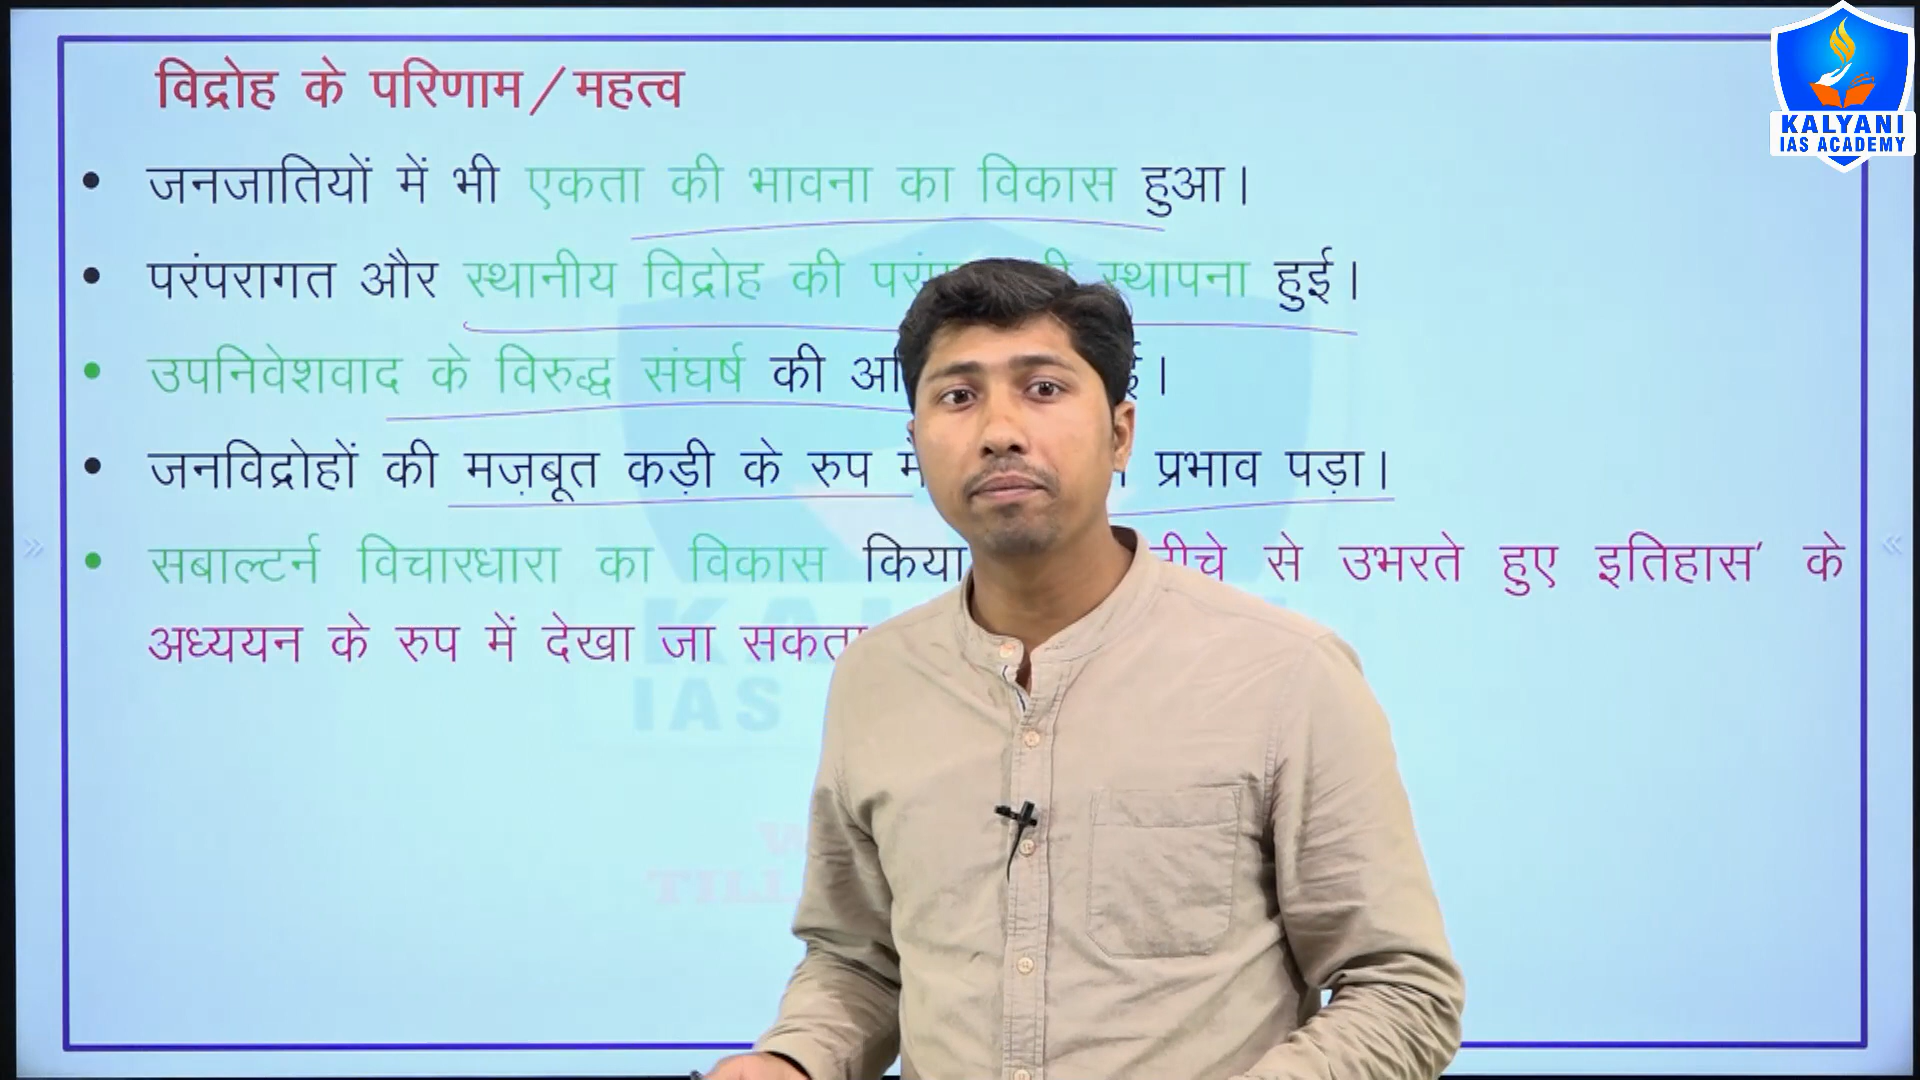 विद्रोह के परिणाम/महत्व
KALYANI
IAS ACADEMY
• जनजातियों में भी एकता की भावना का विकास हुआ।
• परंपरागत और स्थानीय विद्रोह की स्थापना हुई।
• उपनिवेशवाद के विरुद्ध संघर्ष की
• जनविद्रोहों की मज़बूत कड़ी के रुप प्रभाव पड़ा।
• सबाल्टर्न विचारधारा का विकास किया से उभरते हुए इतिहास’ के
अध्ययन के रुप में देखा जा
IAS